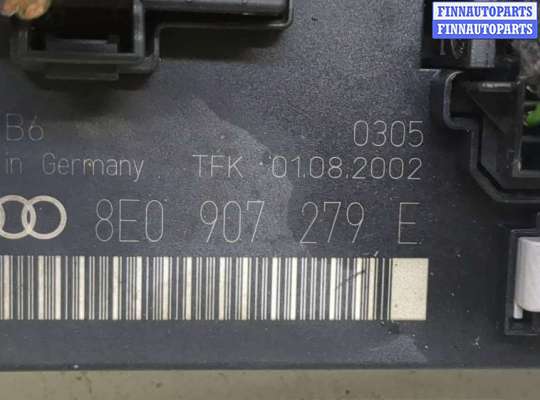 FINNAUTOPARTS
FINNAUTOPARTS
B6 0305
in Germany TFK 01.08.2002
8E0 907 279 E